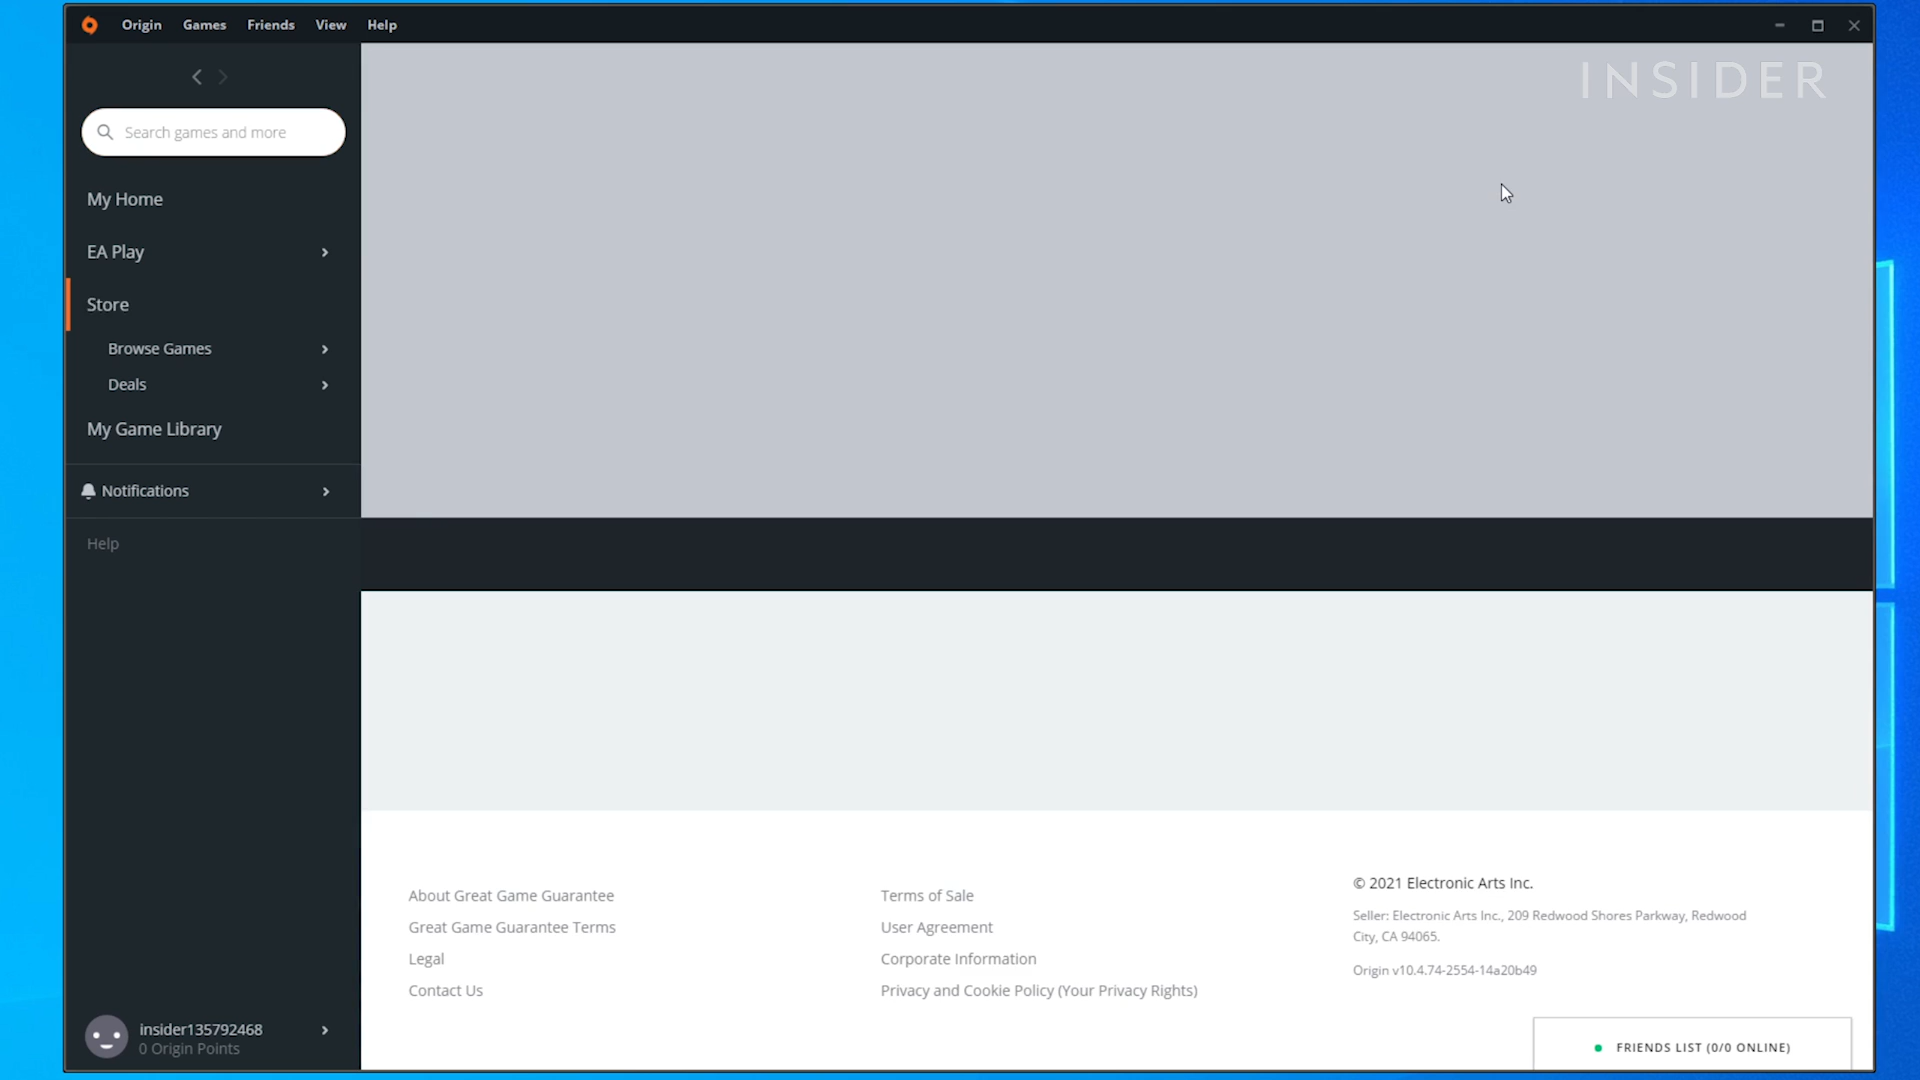 Origin Games Friends View Help
INSIDER
Search games and more
My Home
EA Play
Store
Browse Games
Deals
My Game Library
Notifications
Help
insider135792468
0 Origin Points
About Great Game Guarantee
Great Game Guarantee Terms
Legal
Contact Us
Terms of Sale
User Agreement
Corporate Information
Privacy and Cookie Policy (Your Privacy Rights)
© 2021 Electronic Arts Inc.
Seller: Electronic Arts Inc., 209 Redwood Shores Parkway, Redwood
City, CA 94065.
Origin v10.4.74-2554-14a20b49
FRIENDS LIST (0/0 ONLINE)